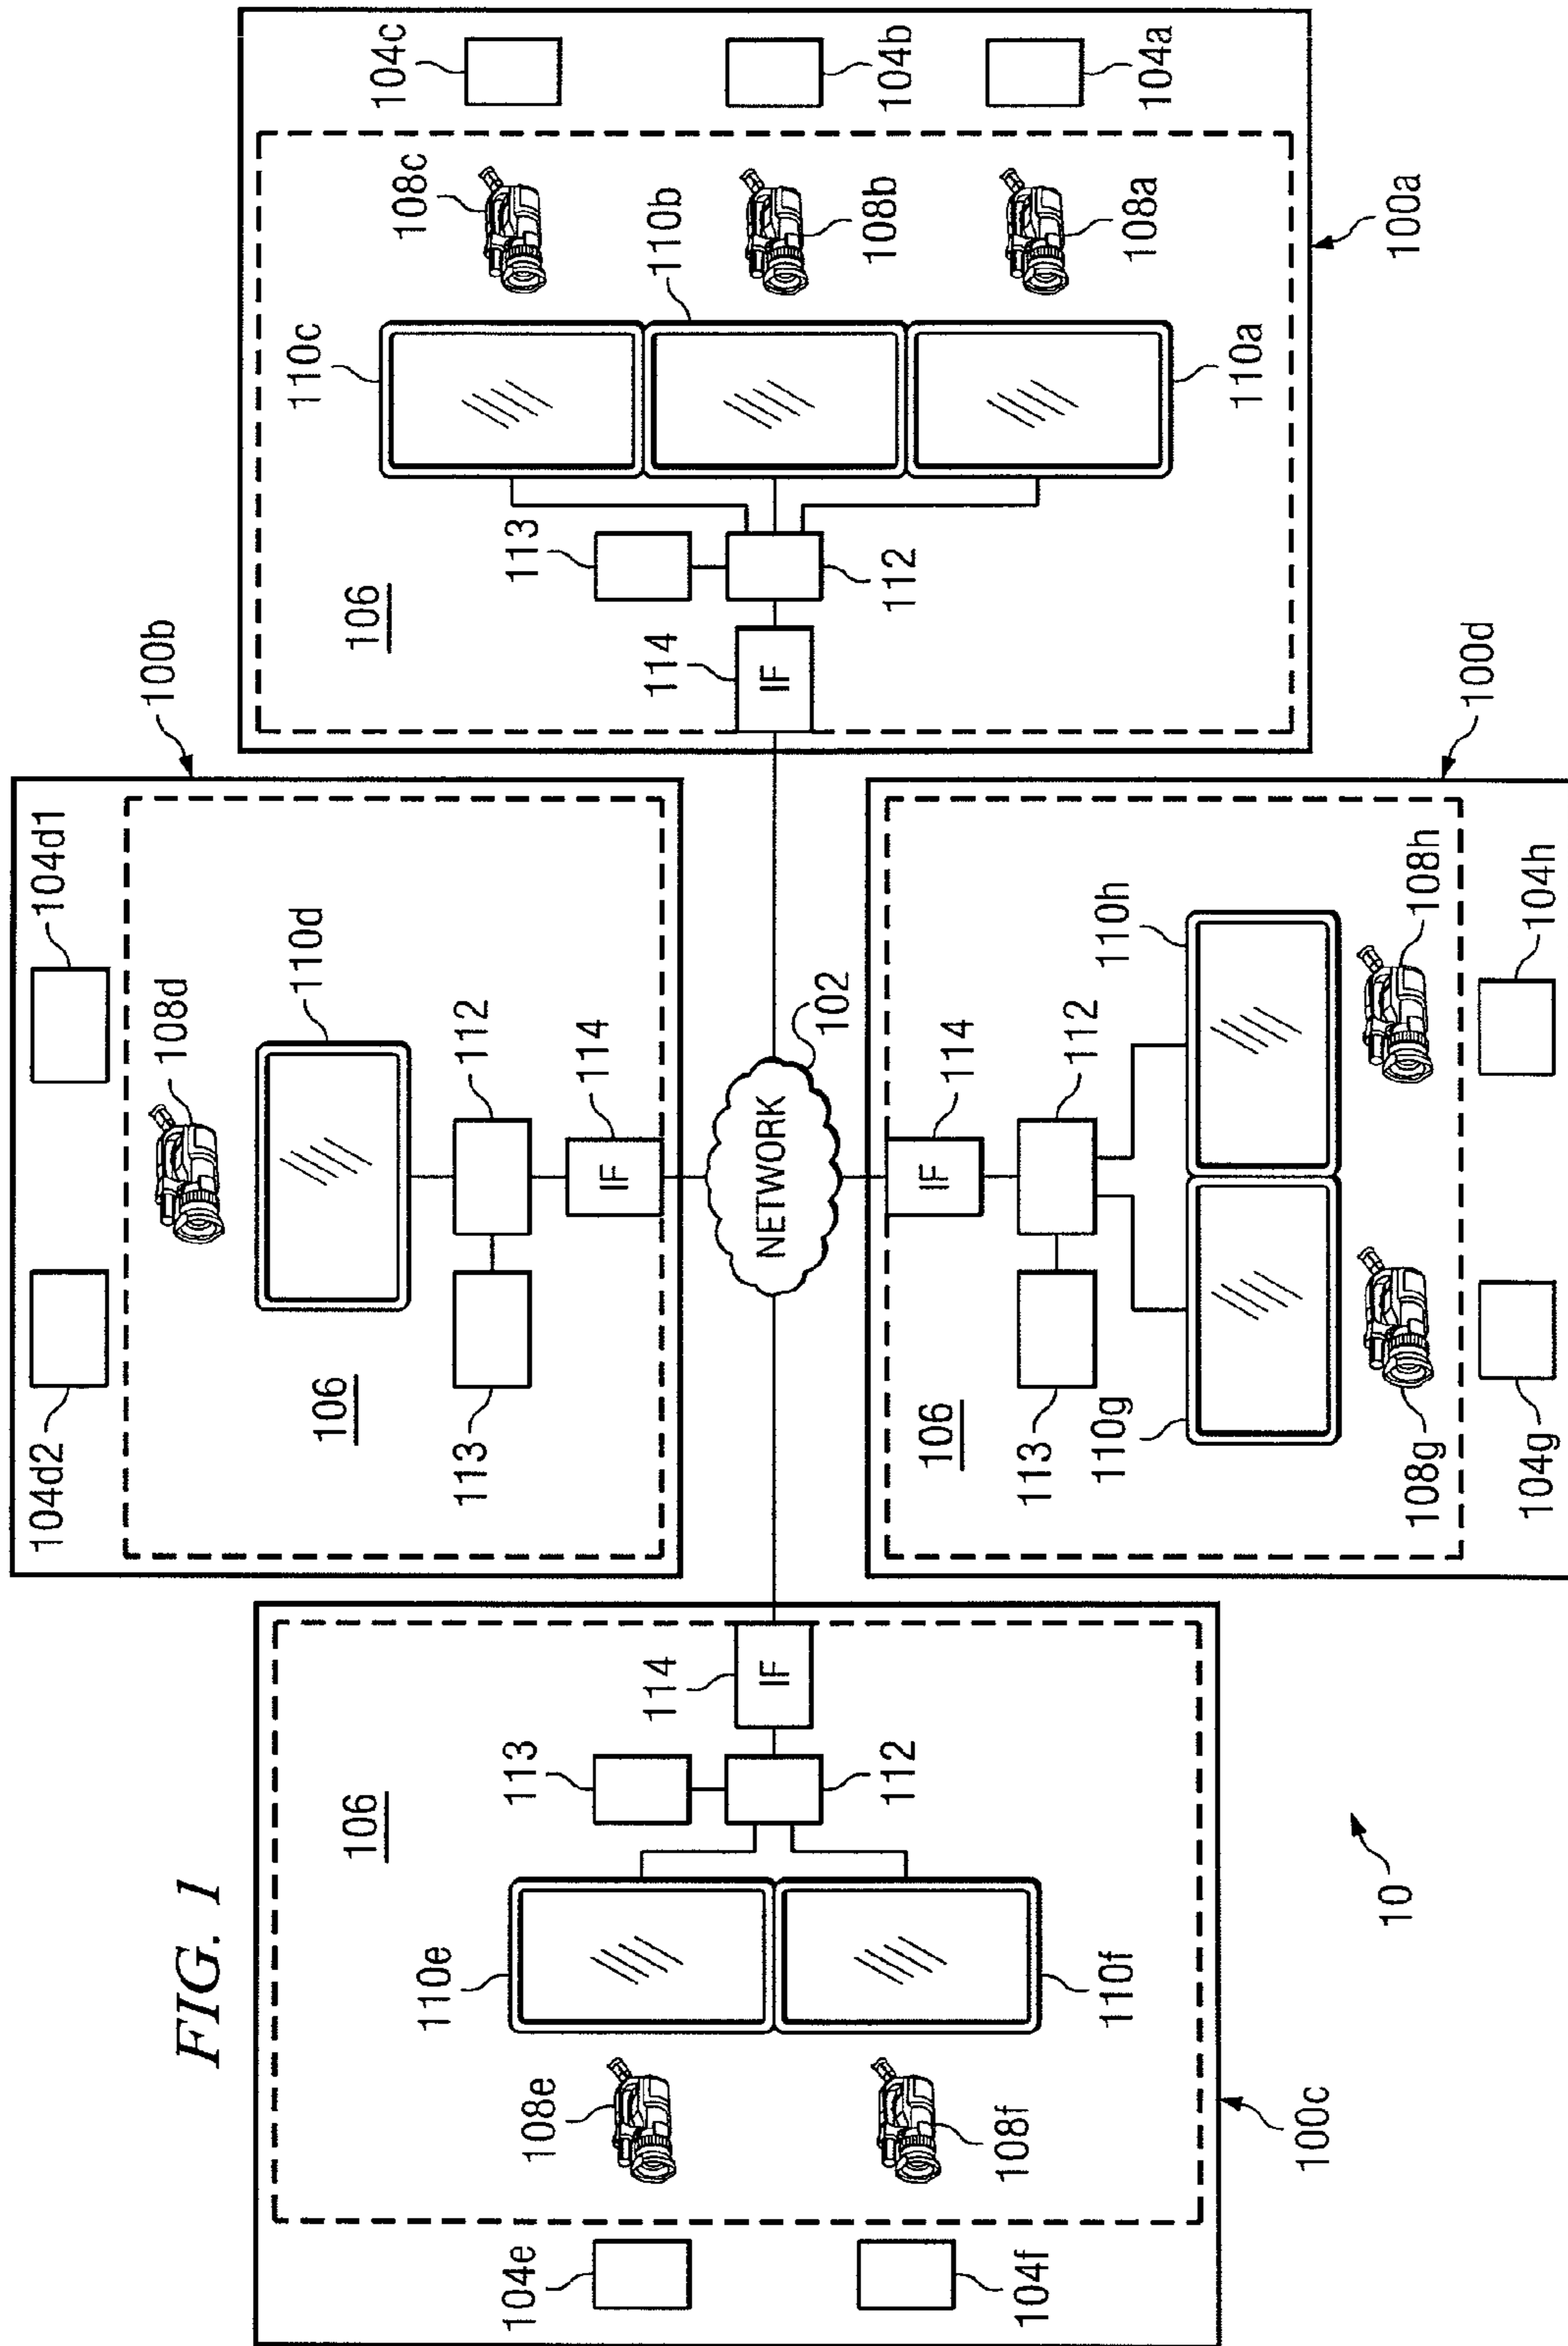 FIG. 1
104e
104f
108e
108f
110e
110f
106
113
112
114
IF
100c
10
104d2
104d1
108d
110d
106
113
112
114
IF
100b
NETWORK
102
IF
114
112
106
113
110g
110h
108g
108h
104g
104h
100d
106
114
IF
113
112
110c
110b
110a
108c
108b
108a
104c
104b
104a
100a